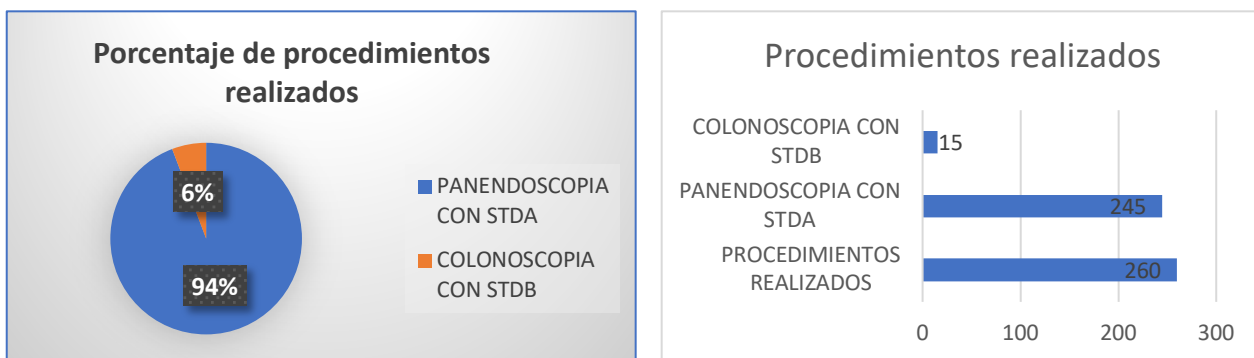 Porcentaje de procedimientos
realizados
6%
94%
PANENDOSCOPIA
CON STDA
COLONOSCOPIA
CON STDB
Procedimientos realizados
COLONOSCOPIA CON
STDB
15
PANENDOSCOPIA CON
STDA
245
PROCEDIMIENTOS
REALIZADOS
260
0 100 200 300